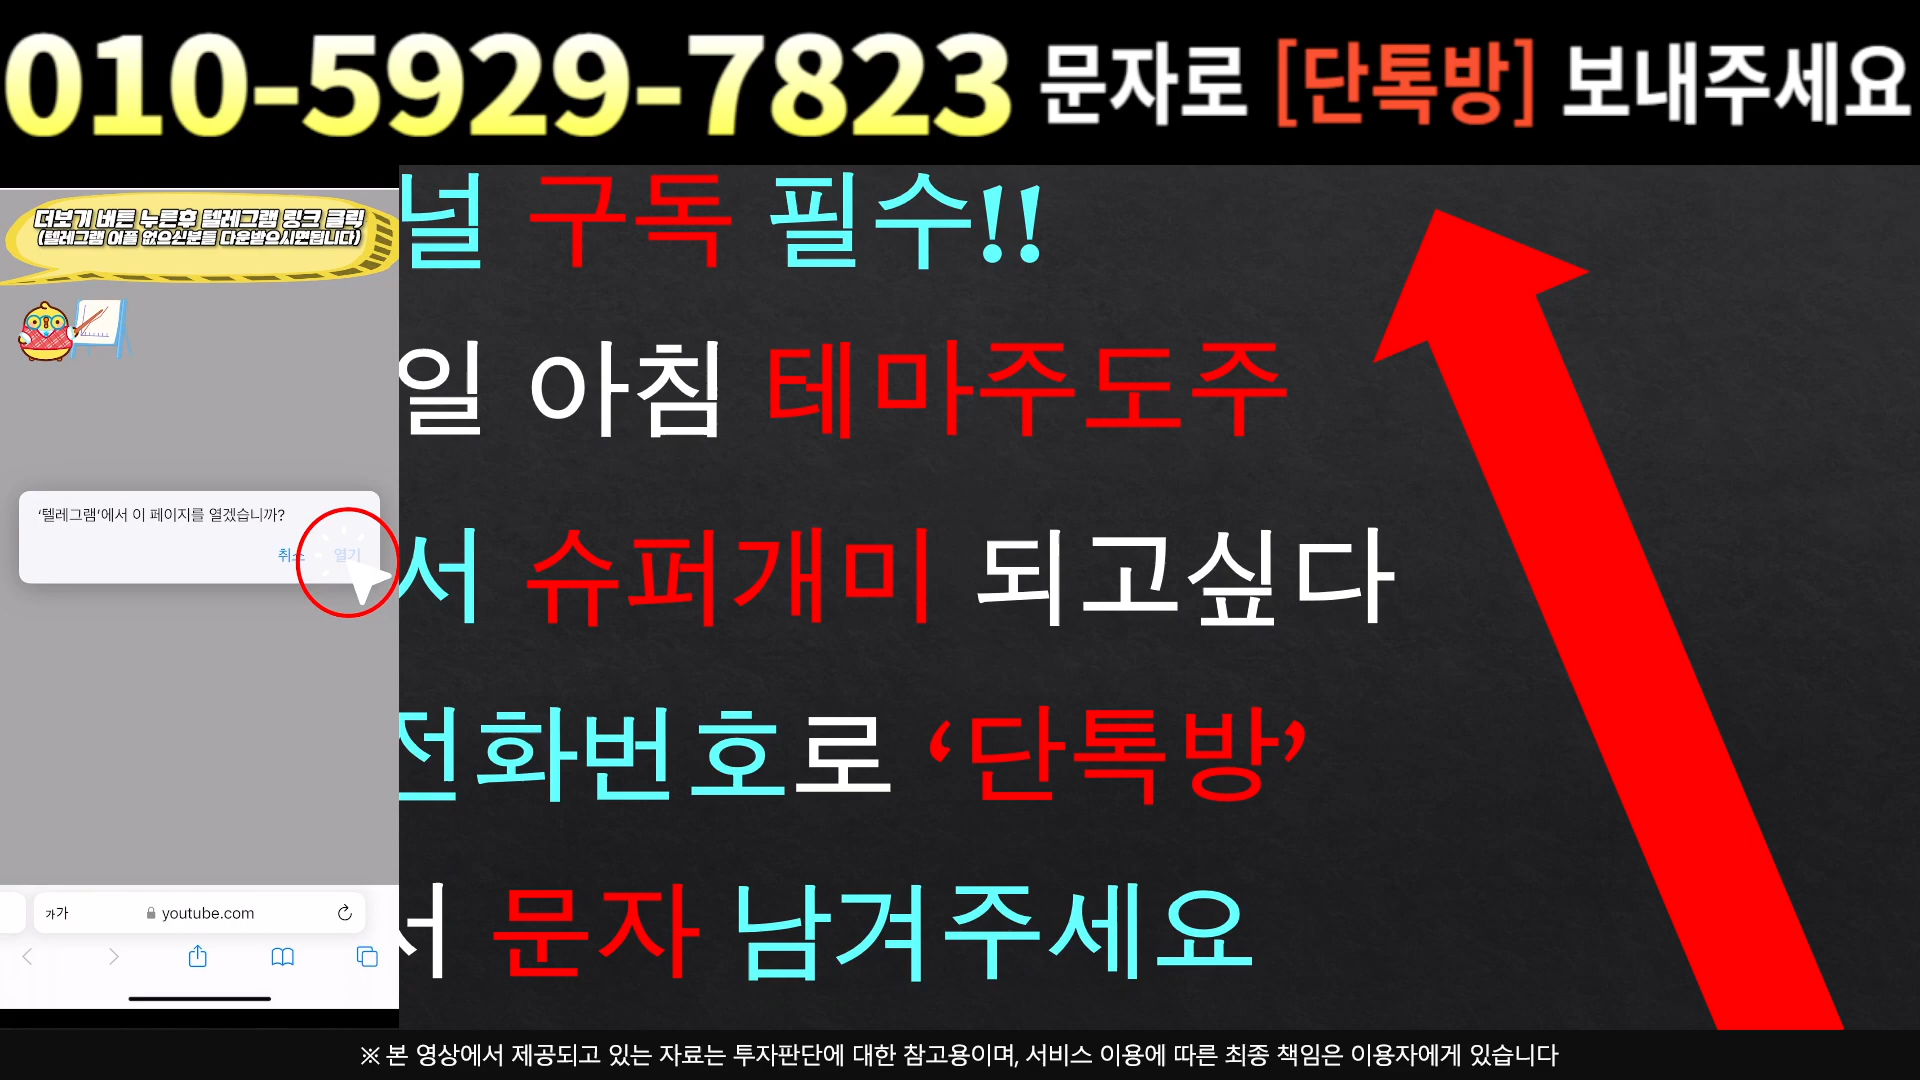 010-5929-7823 문자로 [단톡방] 보내주세요
더보기 버튼 누른후 텔레그램 링크 클릭
(텔레그램 어플 없으신분들 다운받으시면됩니다)
널 구독 필수!!
일 아침 테마주도주
'텔레그램'에서 이 페이지를 열겠습니까?
취소 열기
서 슈퍼개미 되고싶다
전화번호로 ‘단톡방’
서 문자 남겨주세요
가가 youtube.com
※ 본 영상에서 제공되고 있는 자료는 투자판단에 대한 참고용이며, 서비스 이용에 따른 최종 책임은 이용자에게 있습니다